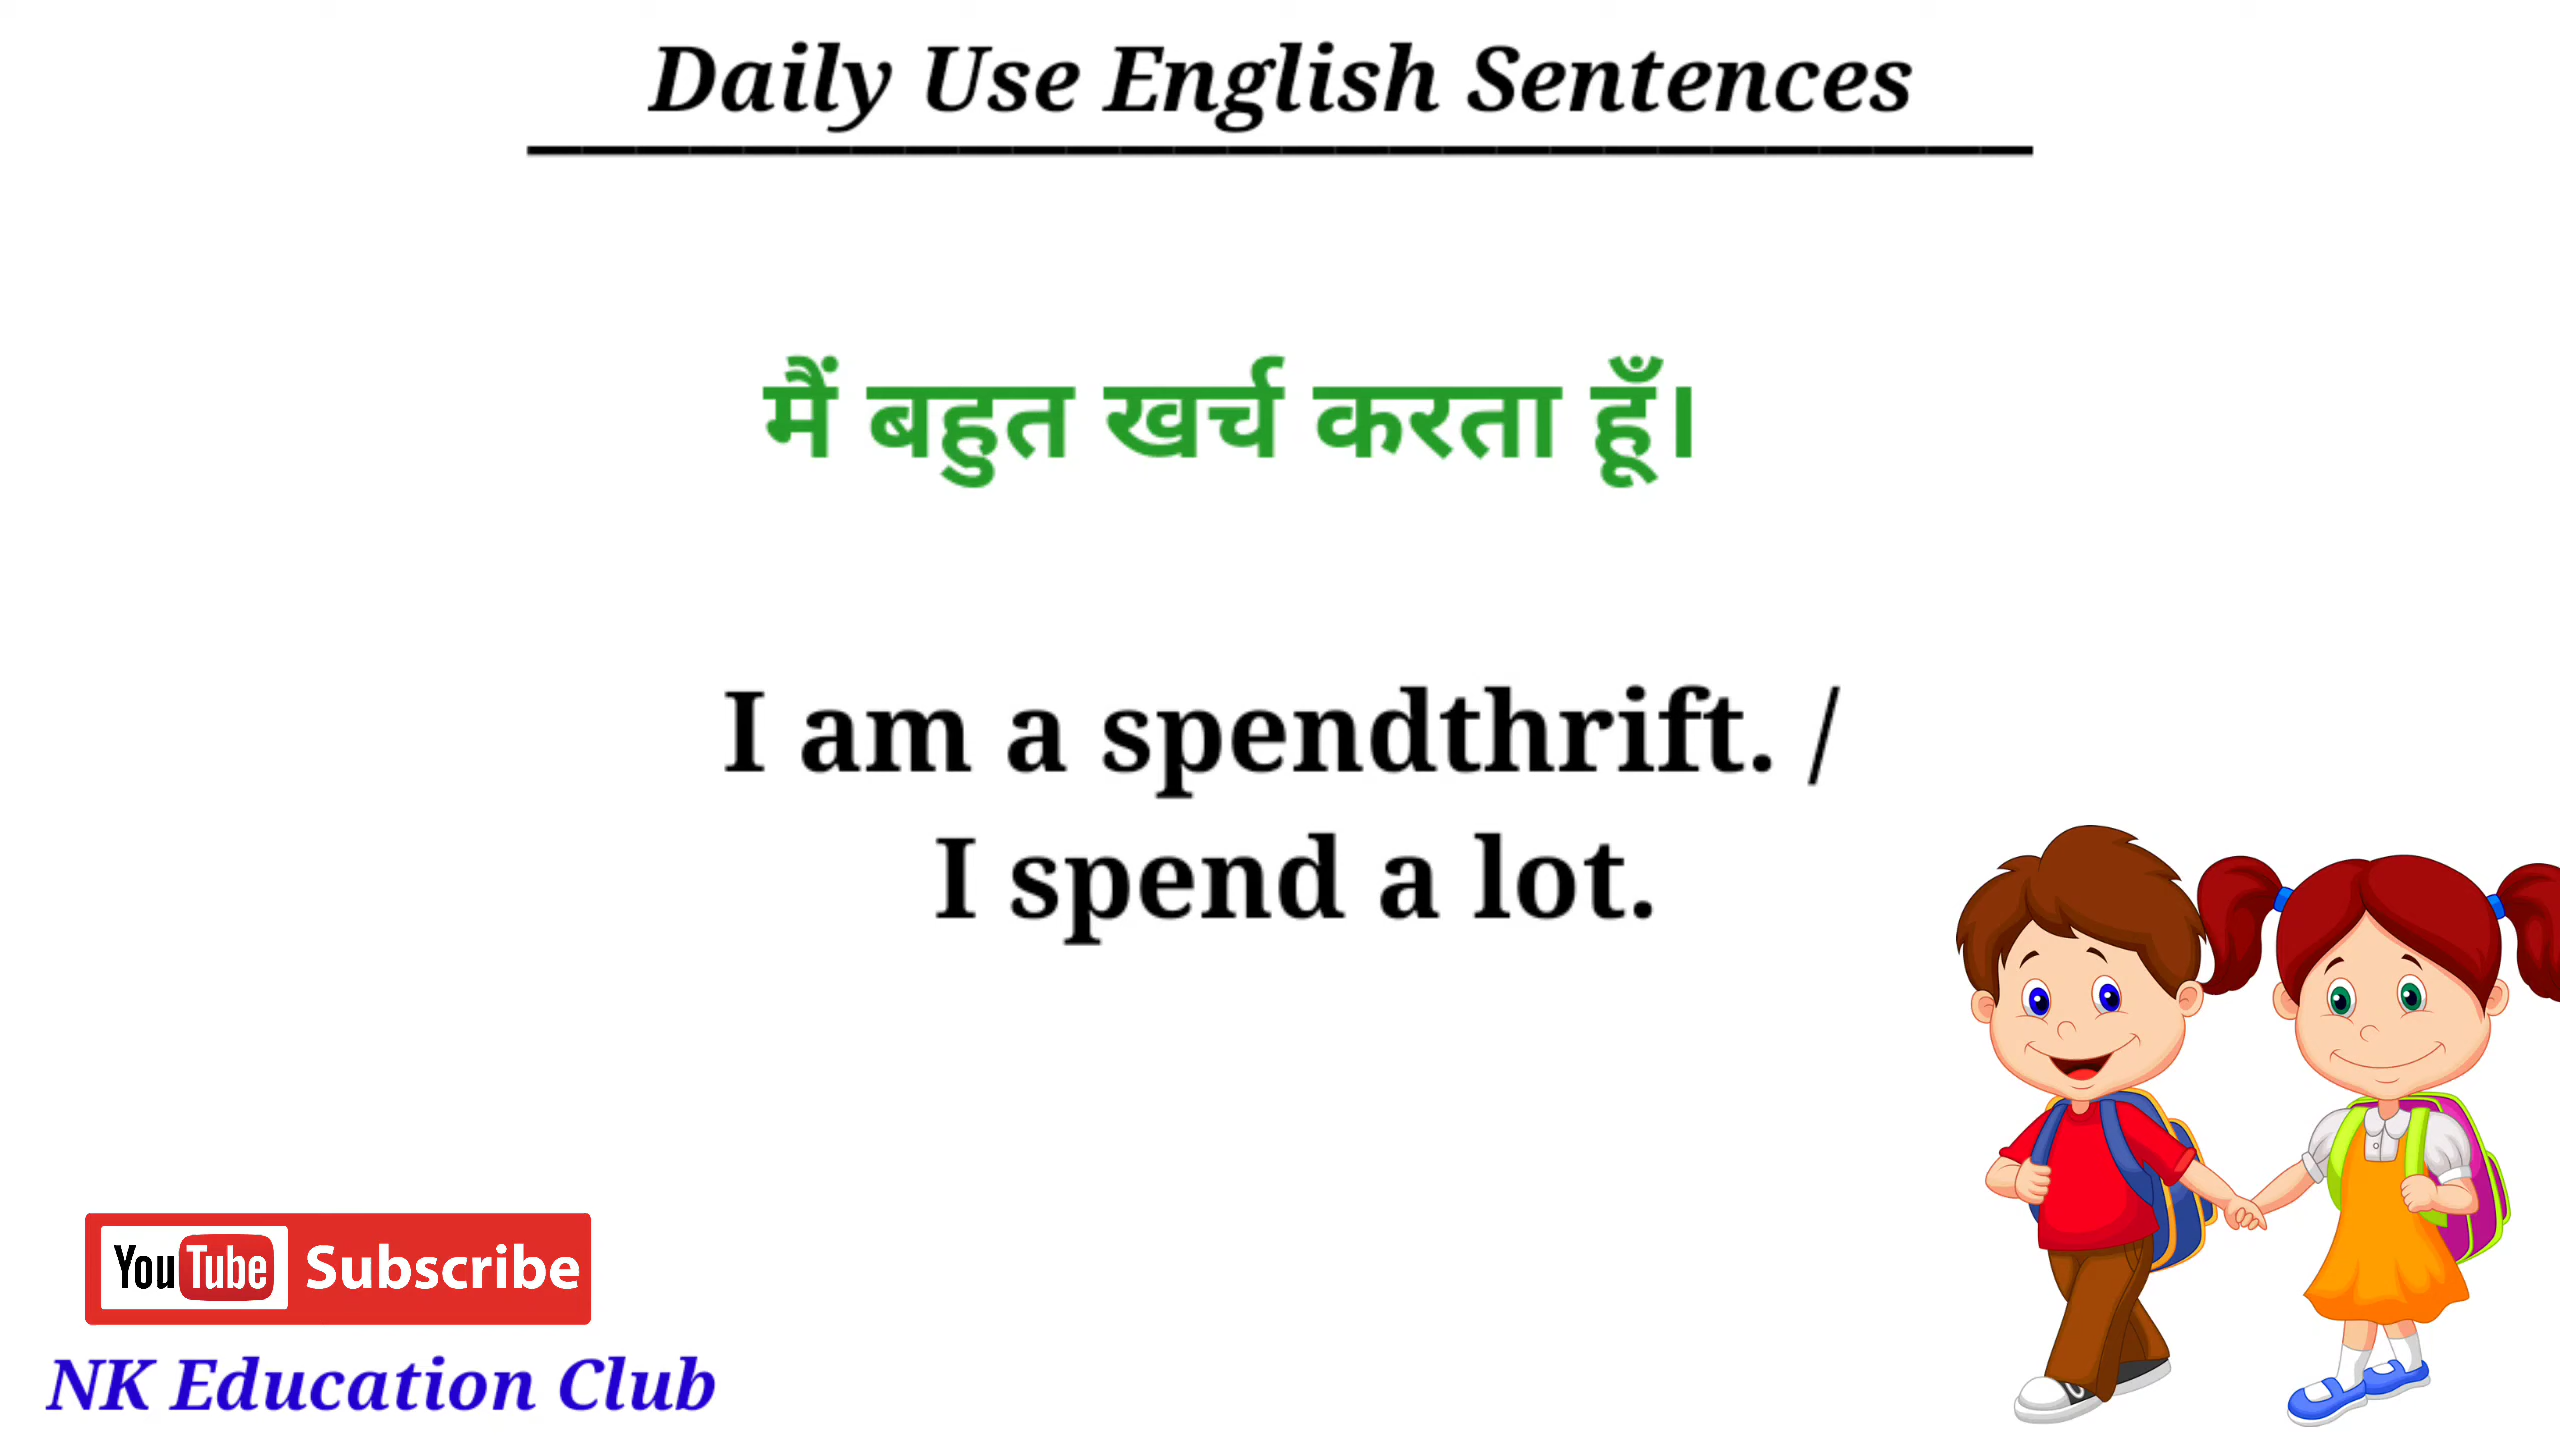 Daily Use English Sentences
मैं बहुत खर्च करता हूँ।
I am a spendthrift. /
I spend a lot.
YouTube Subscribe
NK Education Club